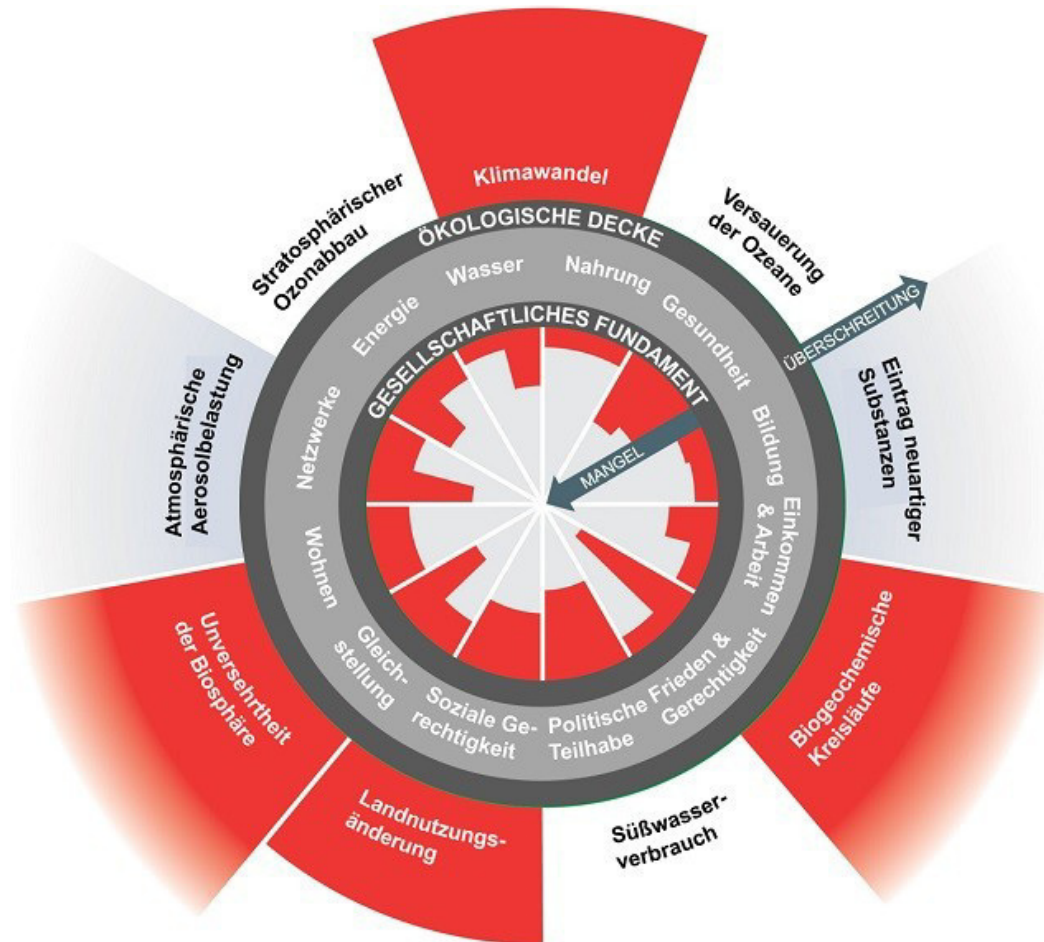 Klimawandel
Stratosphärischer
Ozonabbau
Versauerung
der Ozeane
ÖKOLOGISCHE DECKE
Wasser
Nahrung
Energie
Gesundheit
ÜBERSCHREITUNG
GESELLSCHAFTLICHES FUNDAMENT
Atmosphärische
Aerosolbelastung
Netzwerke
MANGEL
Bildung
Eintrag neuartiger
Substanzen
Wohnen
Einkommen
& Arbeit
Gleich-
stellung
Soziale Ge-
rechtigkeit
Politische
Teilhabe
Frieden &
Gerechtigkeit
Unversehrtheit
der Biosphäre
Biogeochemische
Kreisläufe
Landnutzungs-
änderung
Süßwasser-
verbrauch